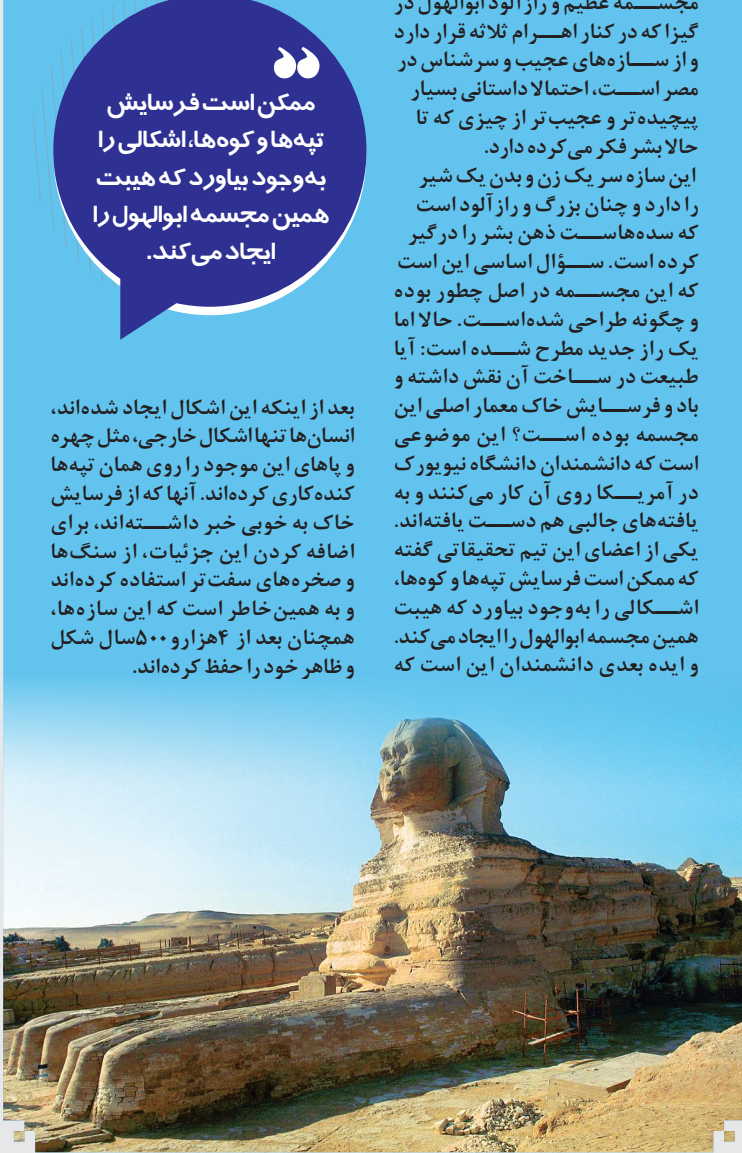 مجسمه عظیم و رازآلود ابوالهول در
گیزا که در کنار اهرام ثلاثه قرار دارد
و از سازه‌های عجیب و سرشناس در
مصر است، احتمالا داستانی بسیار
پیچیده‌تر و عجیب‌تر از چیزی که تا
حالا بشر فکر می‌کرده دارد.
این سازه سر یک زن و بدن یک شیر
را دارد و چنان بزرگ و رازآلود است
که سده‌هاست ذهن بشر را درگیر
کرده است. سؤال اساسی این است
که این مجسمه در اصل چطور بوده
و چگونه طراحی شده‌است. حالا اما
یک راز جدید مطرح شده است: آیا
طبیعت در ساخت آن نقش داشته و
باد و فرسایش خاک معمار اصلی این
مجسمه بوده است؟ این موضوعی
است که دانشمندان دانشگاه نیویورک
در آمریکا روی آن کار می‌کنند و به
یافته‌های جالبی هم دست یافته‌اند.
یکی از اعضای این تیم تحقیقاتی گفته
که ممکن است فرسایش تپه‌ها و کوه‌ها،
اشکالی را به‌وجود بیاورد که هیبت
همین مجسمه ابوالهول را ایجاد می‌کند.
و ایده بعدی دانشمندان این است که
ممکن است فرسایش
تپه‌ها و کوه‌ها، اشکالی را
به‌وجود بیاورد که هیبت
همین مجسمه ابوالهول را
ایجاد می‌کند.
بعد از اینکه این اشکال ایجاد شده‌اند،
انسان‌ها تنها اشکال خارجی، مثل چهره
و پاهای این موجود را روی همان تپه‌ها
کنده‌کاری کرده‌اند. آنها که از فرسایش
خاک به خوبی خبر داشته‌اند، برای
اضافه کردن این جزئیات، از سنگ‌ها
و صخره‌های سفت‌تر استفاده کرده‌اند
و به همین‌خاطر است که این سازه‌ها،
همچنان بعد از ۴هزار و ۵۰۰سال شکل
و ظاهر خود را حفظ کرده‌اند.